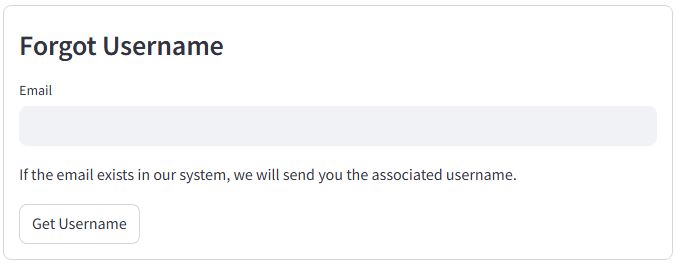 Forgot Username
Email
If the email exists in our system, we will send you the associated username.
Get Username